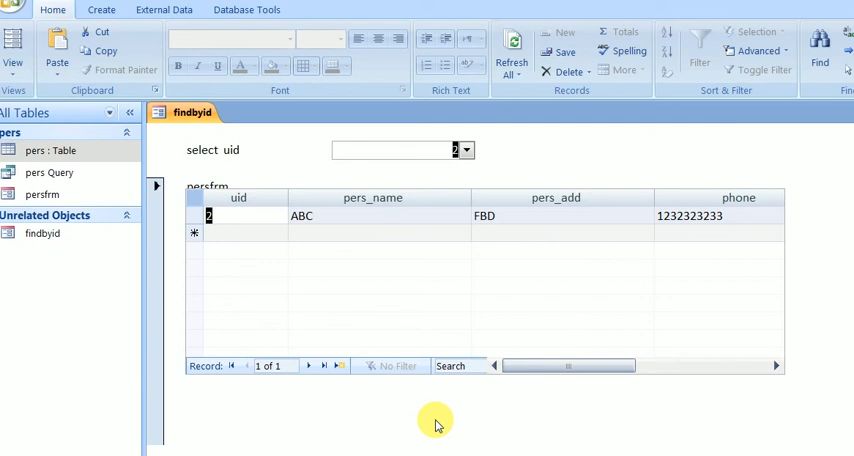 Home Create External Data Database Tools
View
Views
Paste
Cut
Copy
Format Painter
Clipboard
B I U A
ab
Font
Rich Text
Refresh All
New
Save
Delete
Totals
Spelling
More
Records
Filter
Selection
Advanced
Toggle Filter
Sort & Filter
Find
All Tables
pers
pers : Table
pers Query
persfrm
Unrelated Objects
findbyid
findbyid
select uid 2
persfrm
uid pers_name pers_add phone
2 ABC FBD 1232323233
Record: 1 of 1 No Filter Search